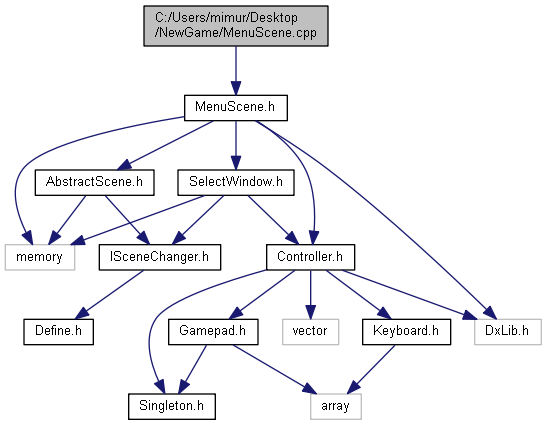 C:/Users/mimur/Desktop
/NewGame/MenuScene.cpp
MenuScene.h
AbstractScene.h
SelectWindow.h
memory
ISceneChanger.h
Controller.h
Define.h
Gamepad.h
vector
Keyboard.h
DxLib.h
Singleton.h
array